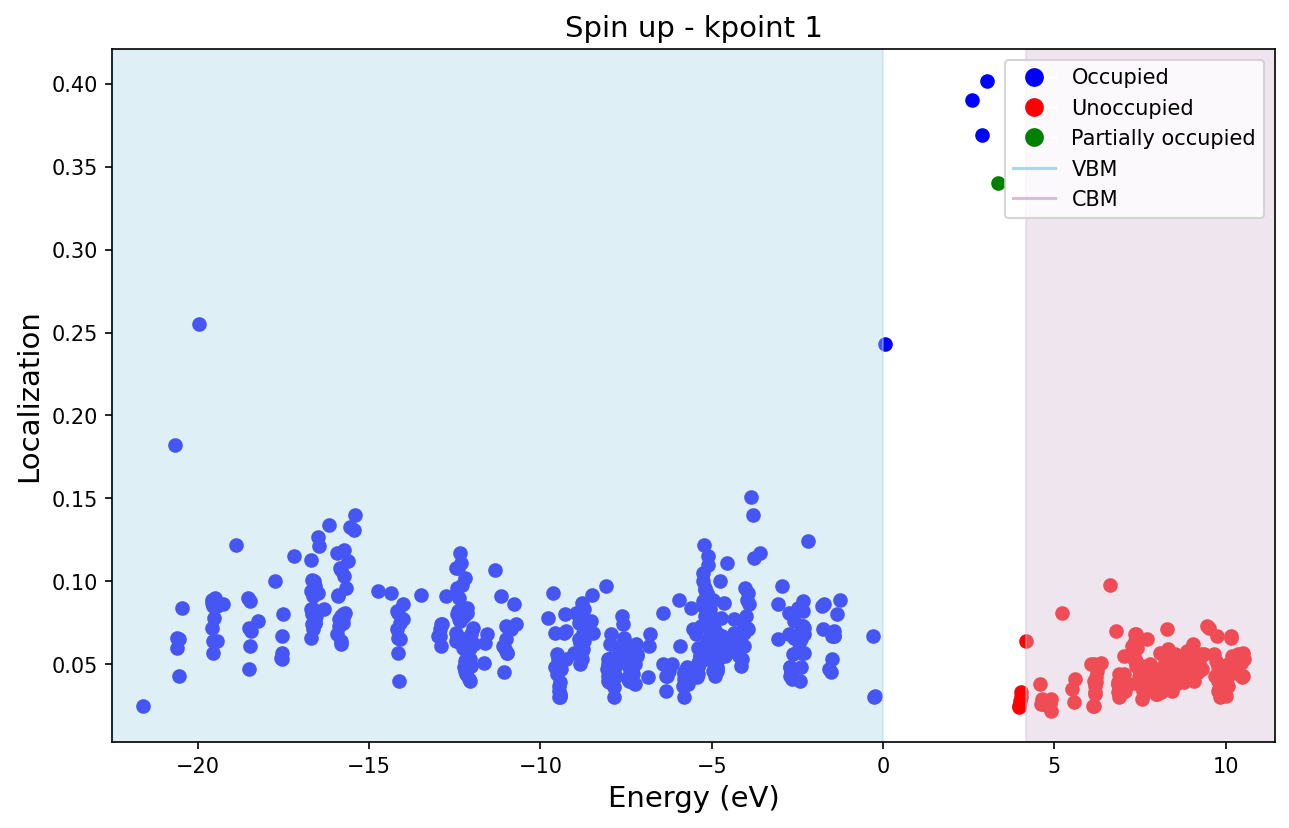 Spin up - kpoint 1
Localization
0.40
0.35
0.30
0.25
0.20
0.15
0.10
0.05
Occupied
Unoccupied
Partially occupied
VBM
CBM
−20
−15
−10
−5
0
5
10
Energy (eV)